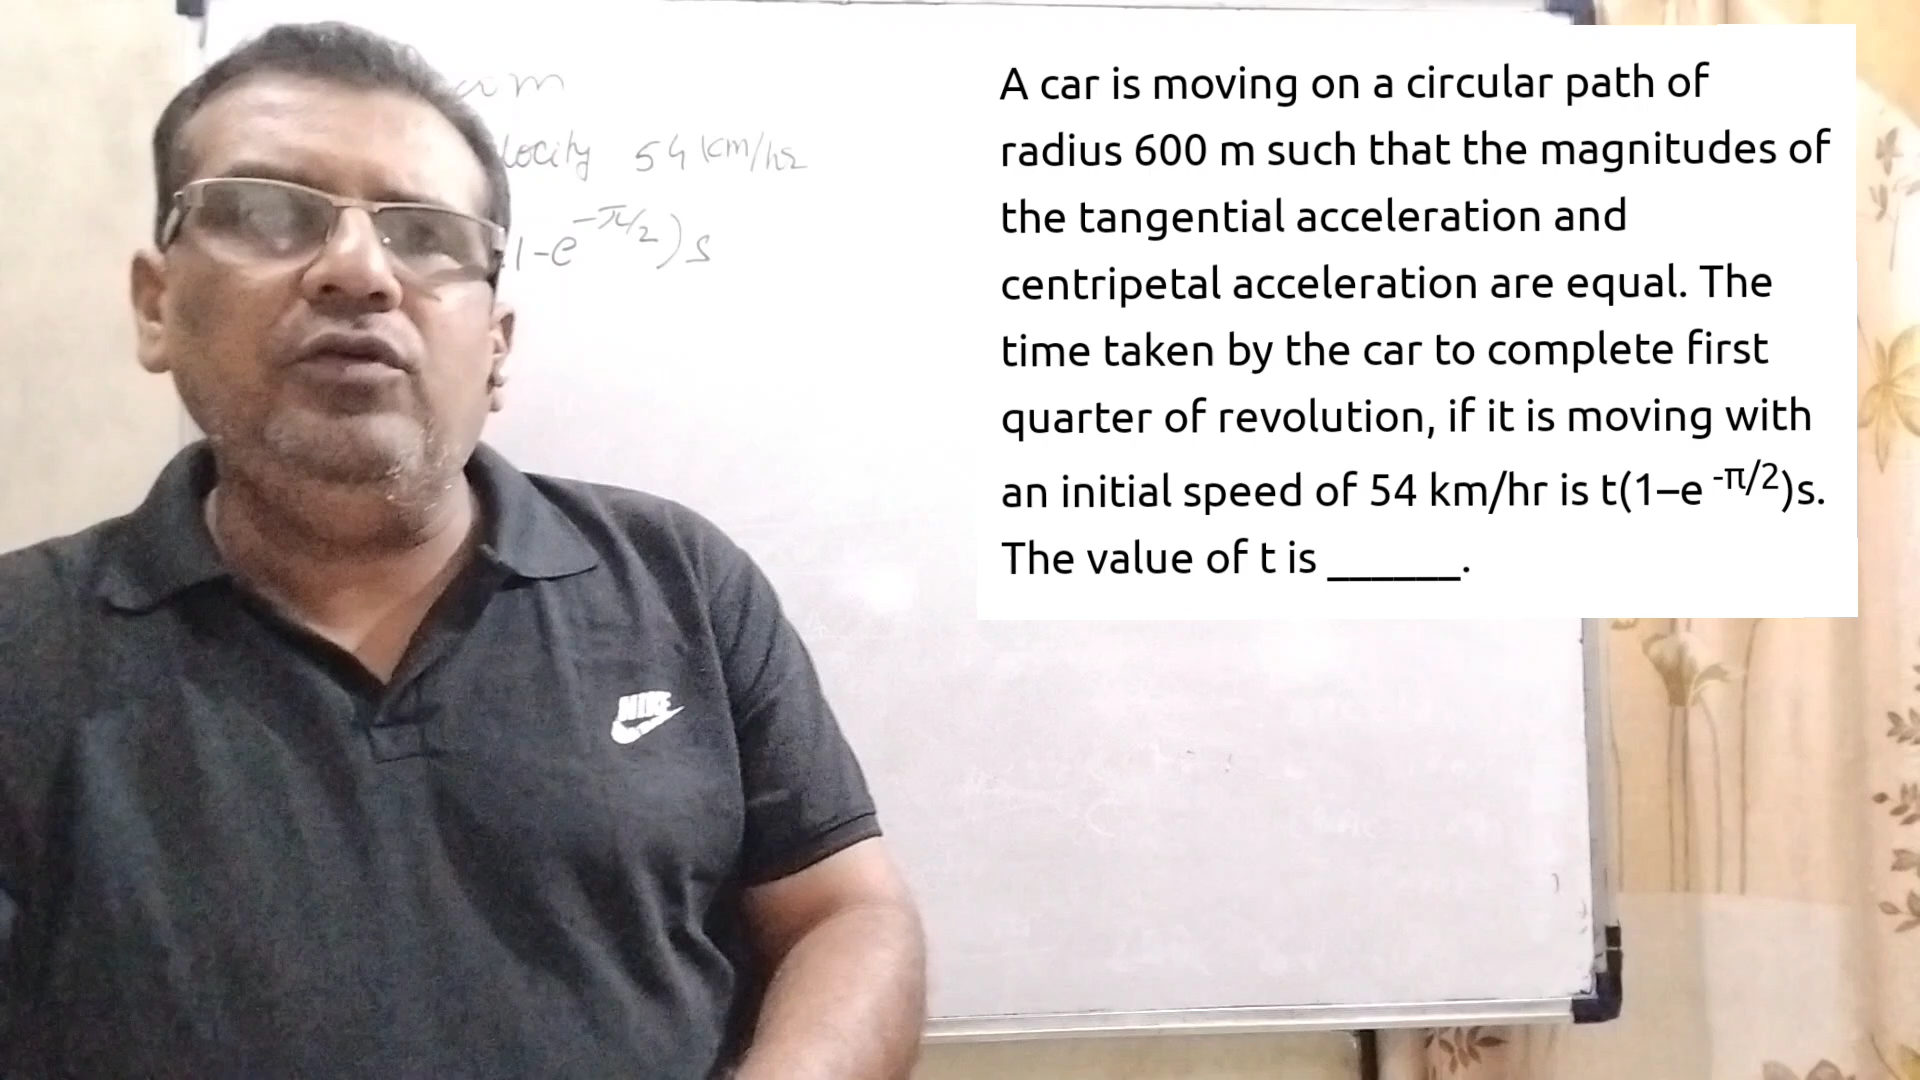 54 km/hr
1-e^-π/2) s
NIKE
A car is moving on a circular path of
radius 600 m such that the magnitudes of
the tangential acceleration and
centripetal acceleration are equal. The
time taken by the car to complete first
quarter of revolution, if it is moving with
an initial speed of 54 km/hr is t(1–e -π/2)s.
The value of t is ______.